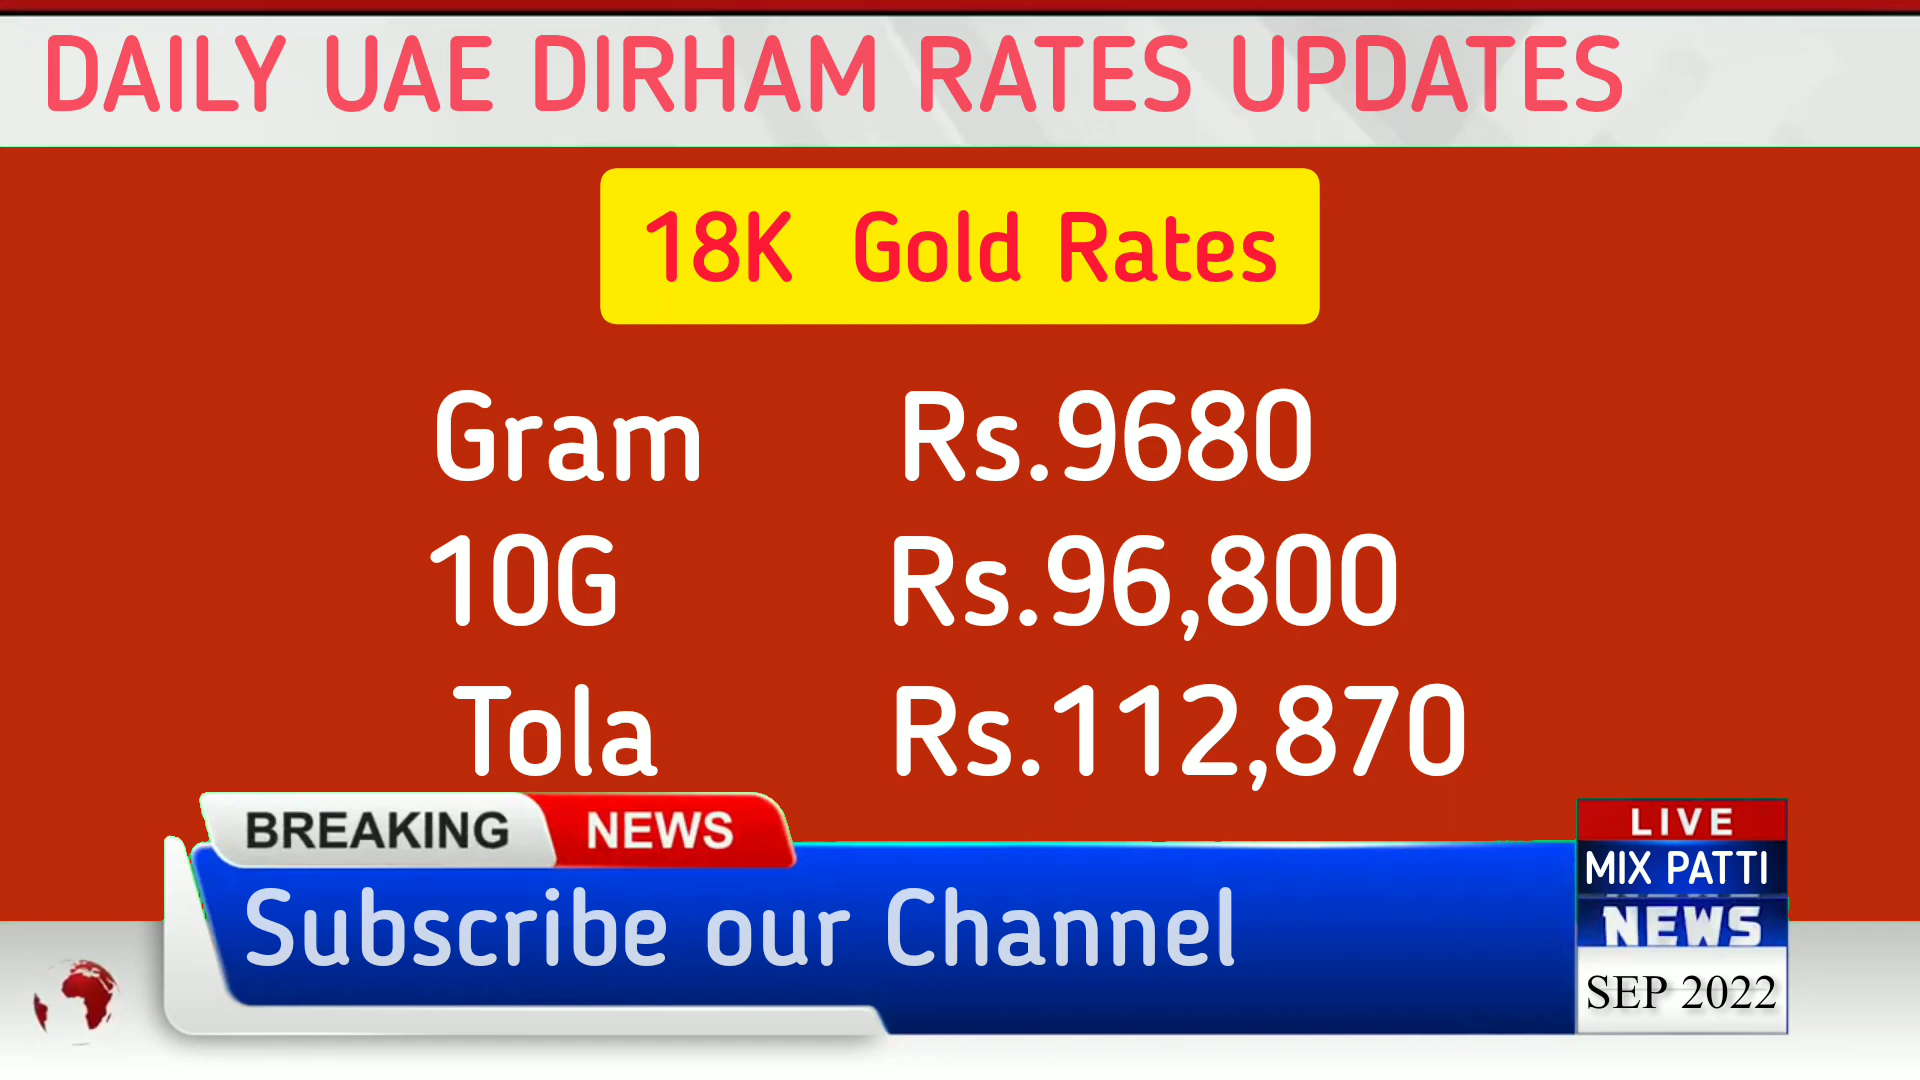 DAILY UAE DIRHAM RATES UPDATES
18K Gold Rates
Gram Rs.9680
10G Rs.96,800
Tola Rs.112,870
BREAKING NEWS
Subscribe our Channel
LIVE
MIX PATTI
NEWS
SEP 2022